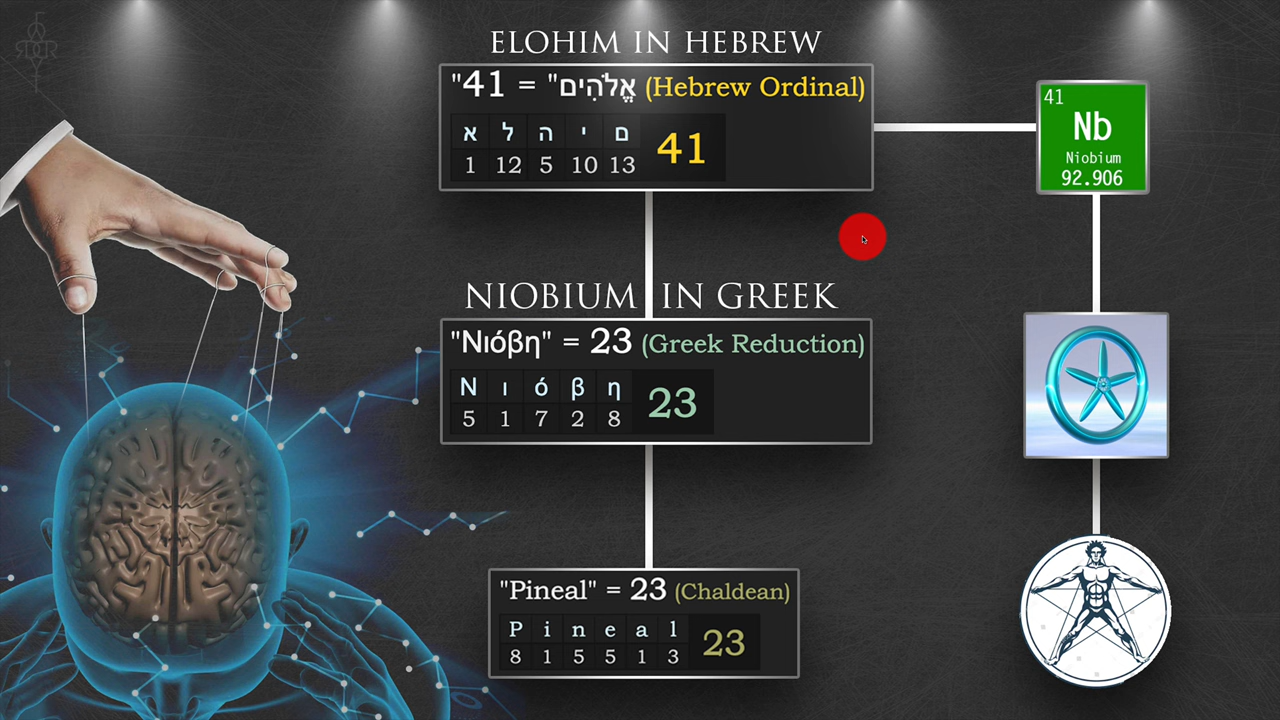 ELOHIM IN HEBREW
"41 = "אֱלֹהִים (Hebrew Ordinal)
א ל ה י ם
1 12 5 10 13
41
41
Nb
Niobium
92.906
NIOBIUM IN GREEK
"Νιόβη" = 23 (Greek Reduction)
Ν ι ό β η
5 1 7 2 8
23
"Pineal" = 23 (Chaldean)
P i n e a l
8 1 5 5 1 3
23